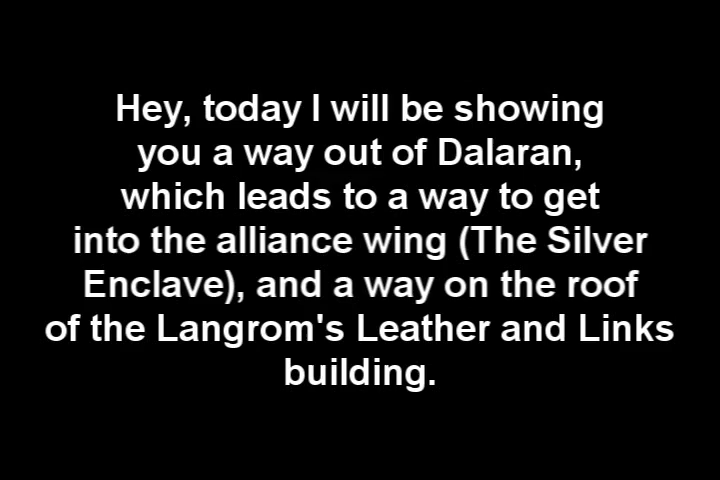 Hey, today I will be showing
you a way out of Dalaran,
which leads to a way to get
into the alliance wing (The Silver
Enclave), and a way on the roof
of the Langrom's Leather and Links
building.